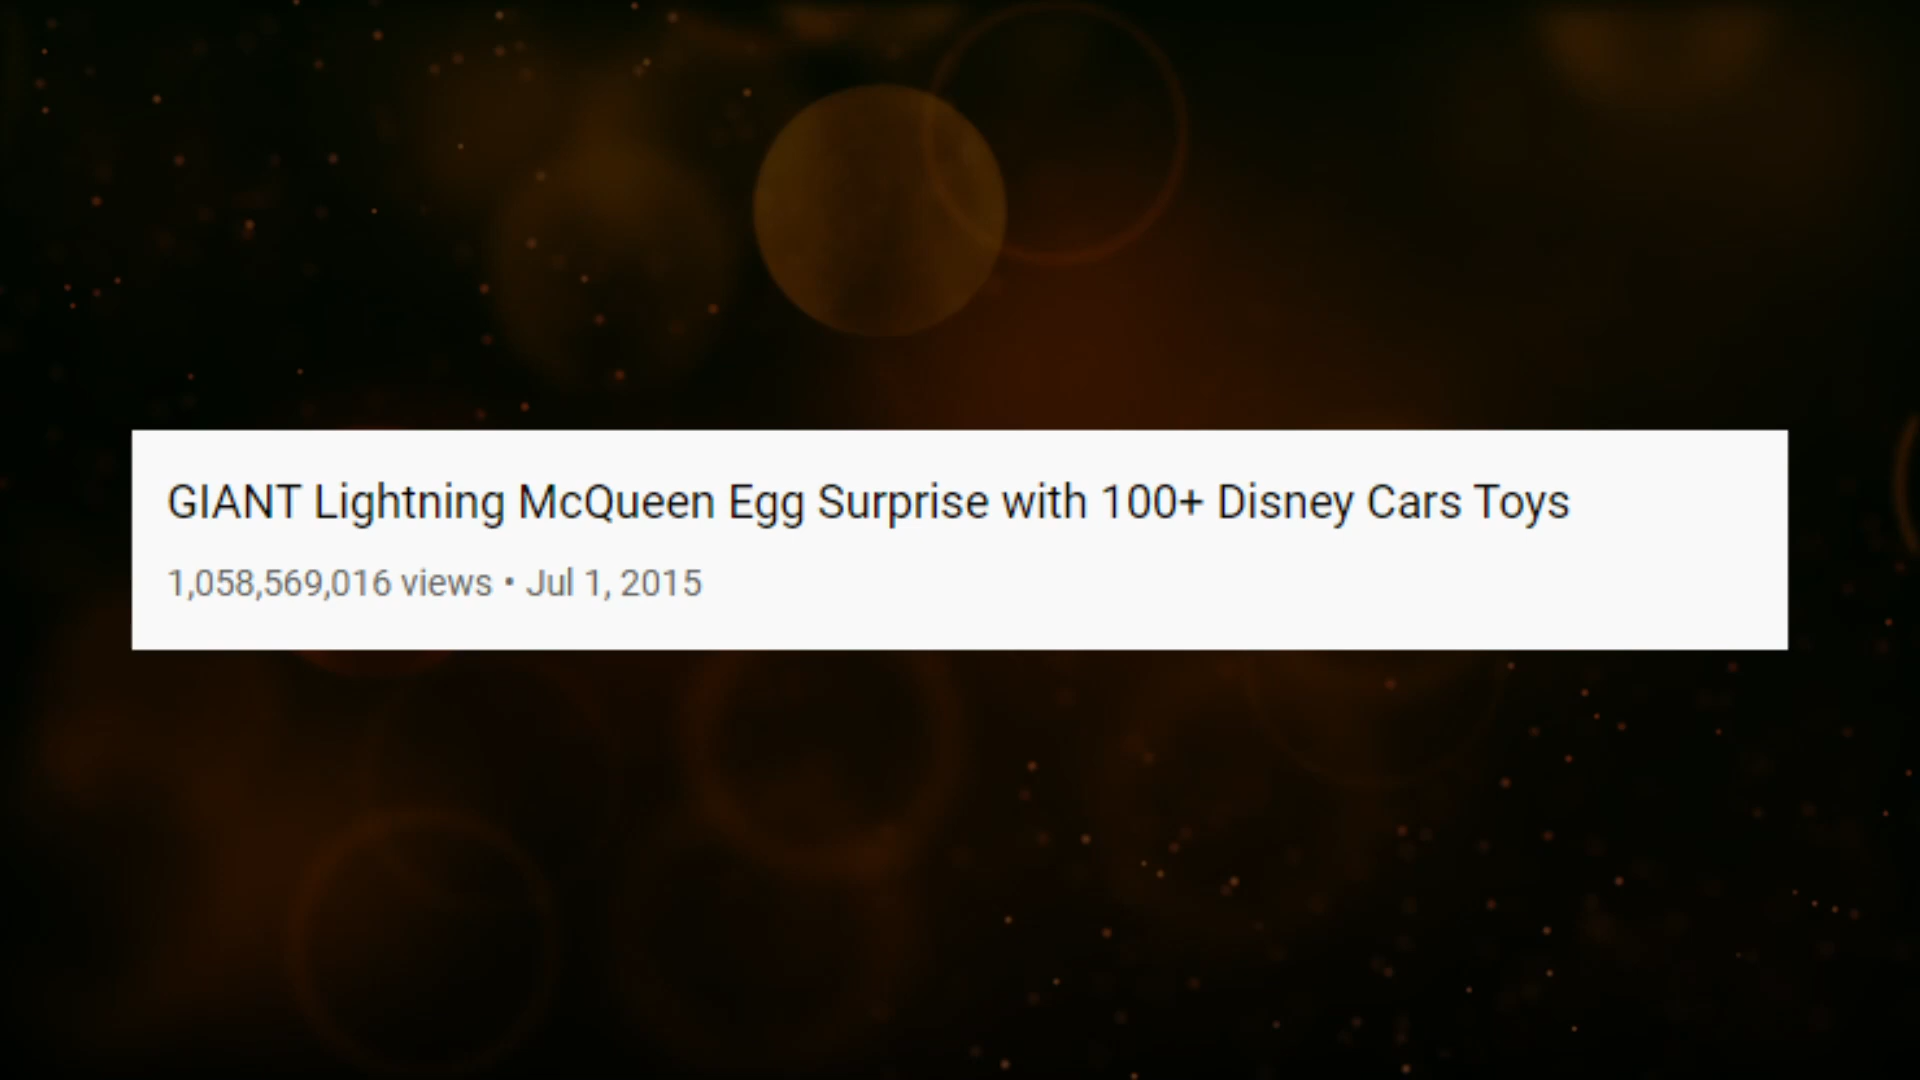 GIANT Lightning McQueen Egg Surprise with 100+ Disney Cars Toys
1,058,569,016 views • Jul 1, 2015